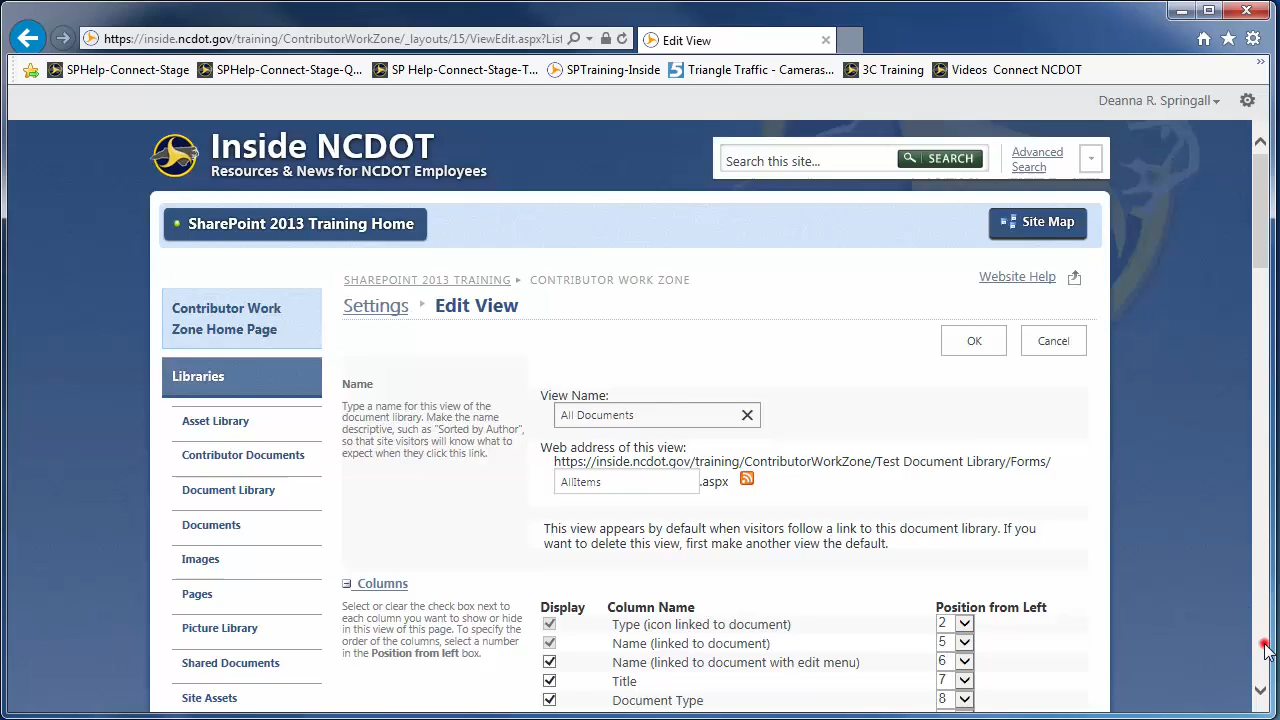 https://inside.ncdot.gov/training/ContributorWorkZone/_layouts/15/ViewEdit.aspx?List
Edit View
SPHelp-Connect-Stage
SPHelp-Connect-Stage-Q...
SP Help-Connect-Stage-T...
SPTraining-Inside
Triangle Traffic - Cameras...
3C Training
Videos Connect NCDOT
Deanna R. Springall
Inside NCDOT
Resources & News for NCDOT Employees
Search this site...
SEARCH
Advanced
Search
SharePoint 2013 Training Home
Site Map
SHAREPOINT 2013 TRAINING
CONTRIBUTOR WORK ZONE
Website Help
Settings
Edit View
OK
Cancel
Contributor Work
Zone Home Page
Libraries
Asset Library
Contributor Documents
Document Library
Documents
Images
Pages
Picture Library
Shared Documents
Site Assets
Name
Type a name for this view of the
document library. Make the name
descriptive, such as "Sorted by Author",
so that site visitors will know what to
expect when they click this link.
View Name:
All Documents
Web address of this view:
https://inside.ncdot.gov/training/ContributorWorkZone/Test Document Library/Forms/
AllItems
.aspx
This view appears by default when visitors follow a link to this document library. If you
want to delete this view, first make another view the default.
Columns
Select or clear the check box next to
each column you want to show or hide
in this view of this page. To specify the
order of the columns, select a number
in the Position from left box.
Display Column Name Position from Left
Type (icon linked to document) 2
Name (linked to document) 5
Name (linked to document with edit menu) 6
Title 7
Document Type 8